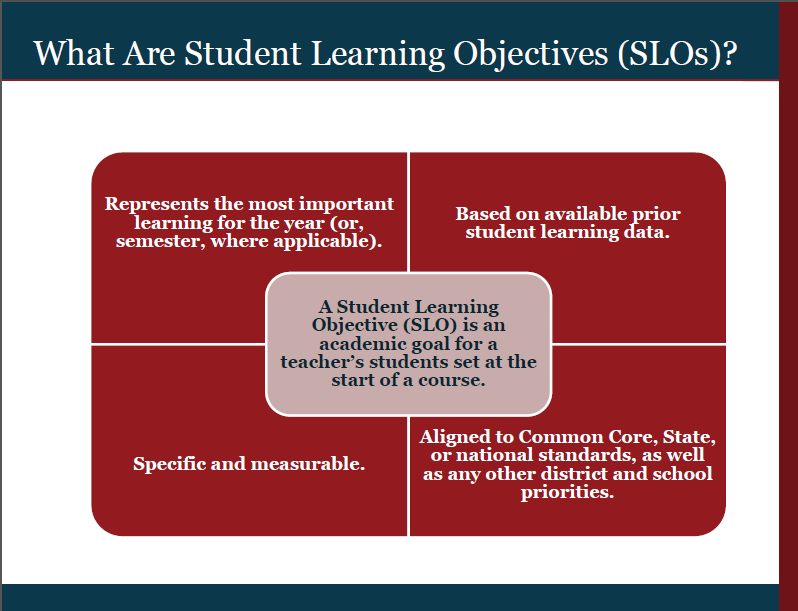 What Are Student Learning Objectives (SLOs)?
Represents the most important
learning for the year (or,
semester, where applicable).
Based on available prior
student learning data.
A Student Learning
Objective (SLO) is an
academic goal for a
teacher’s students set at the
start of a course.
Specific and measurable.
Aligned to Common Core, State,
or national standards, as well
as any other district and school
priorities.